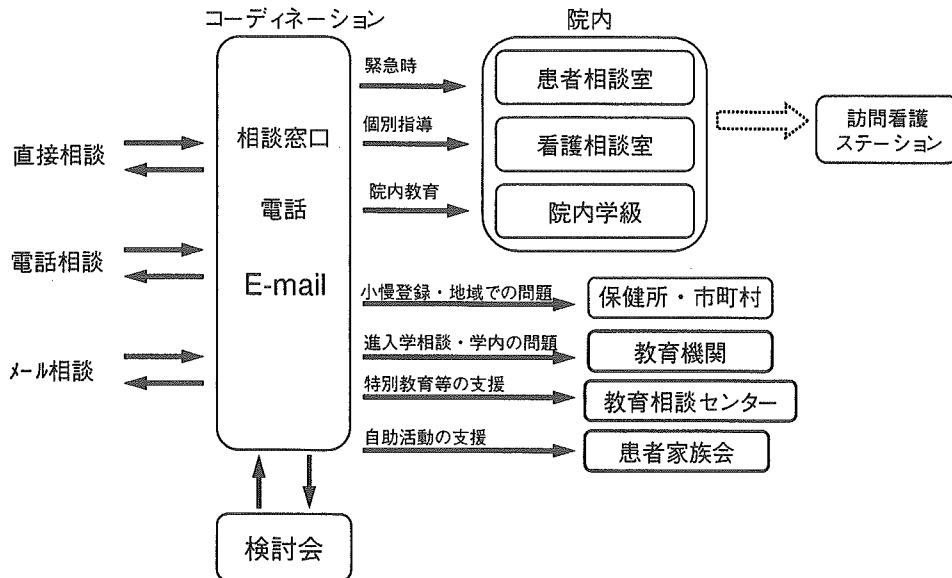 コーディネーション
院内
緊急時
患者相談室
個別指導
看護相談室
院内教育
院内学級
訪問看護
ステーション
直接相談
電話相談
メール相談
相談窓口
電話
E-mail
小慢登録・地域での問題
保健所・市町村
進入学相談・学内の問題
教育機関
特別教育等の支援
教育相談センター
自助活動の支援
患者家族会
検討会